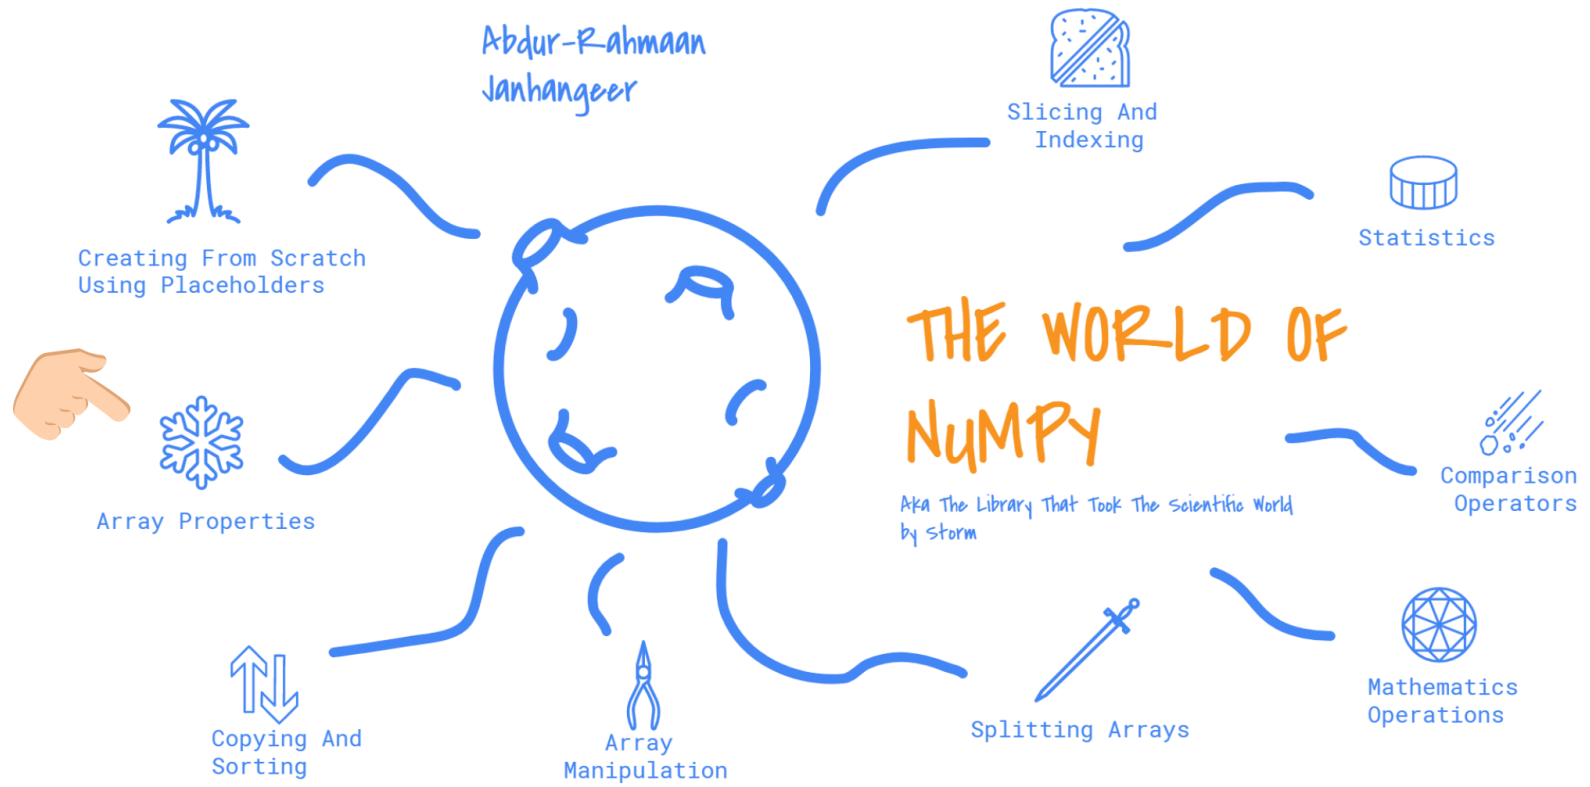 Abdur-Rahmaan
Janhangeer
Slicing And
Indexing
Statistics
Creating From Scratch
Using Placeholders
THE WORLD OF
NUMPY
Aka The Library That Took The Scientific World
by Storm
Array Properties
Comparison
Operators
Mathematics
Operations
Splitting Arrays
Copying And
Sorting
Array
Manipulation